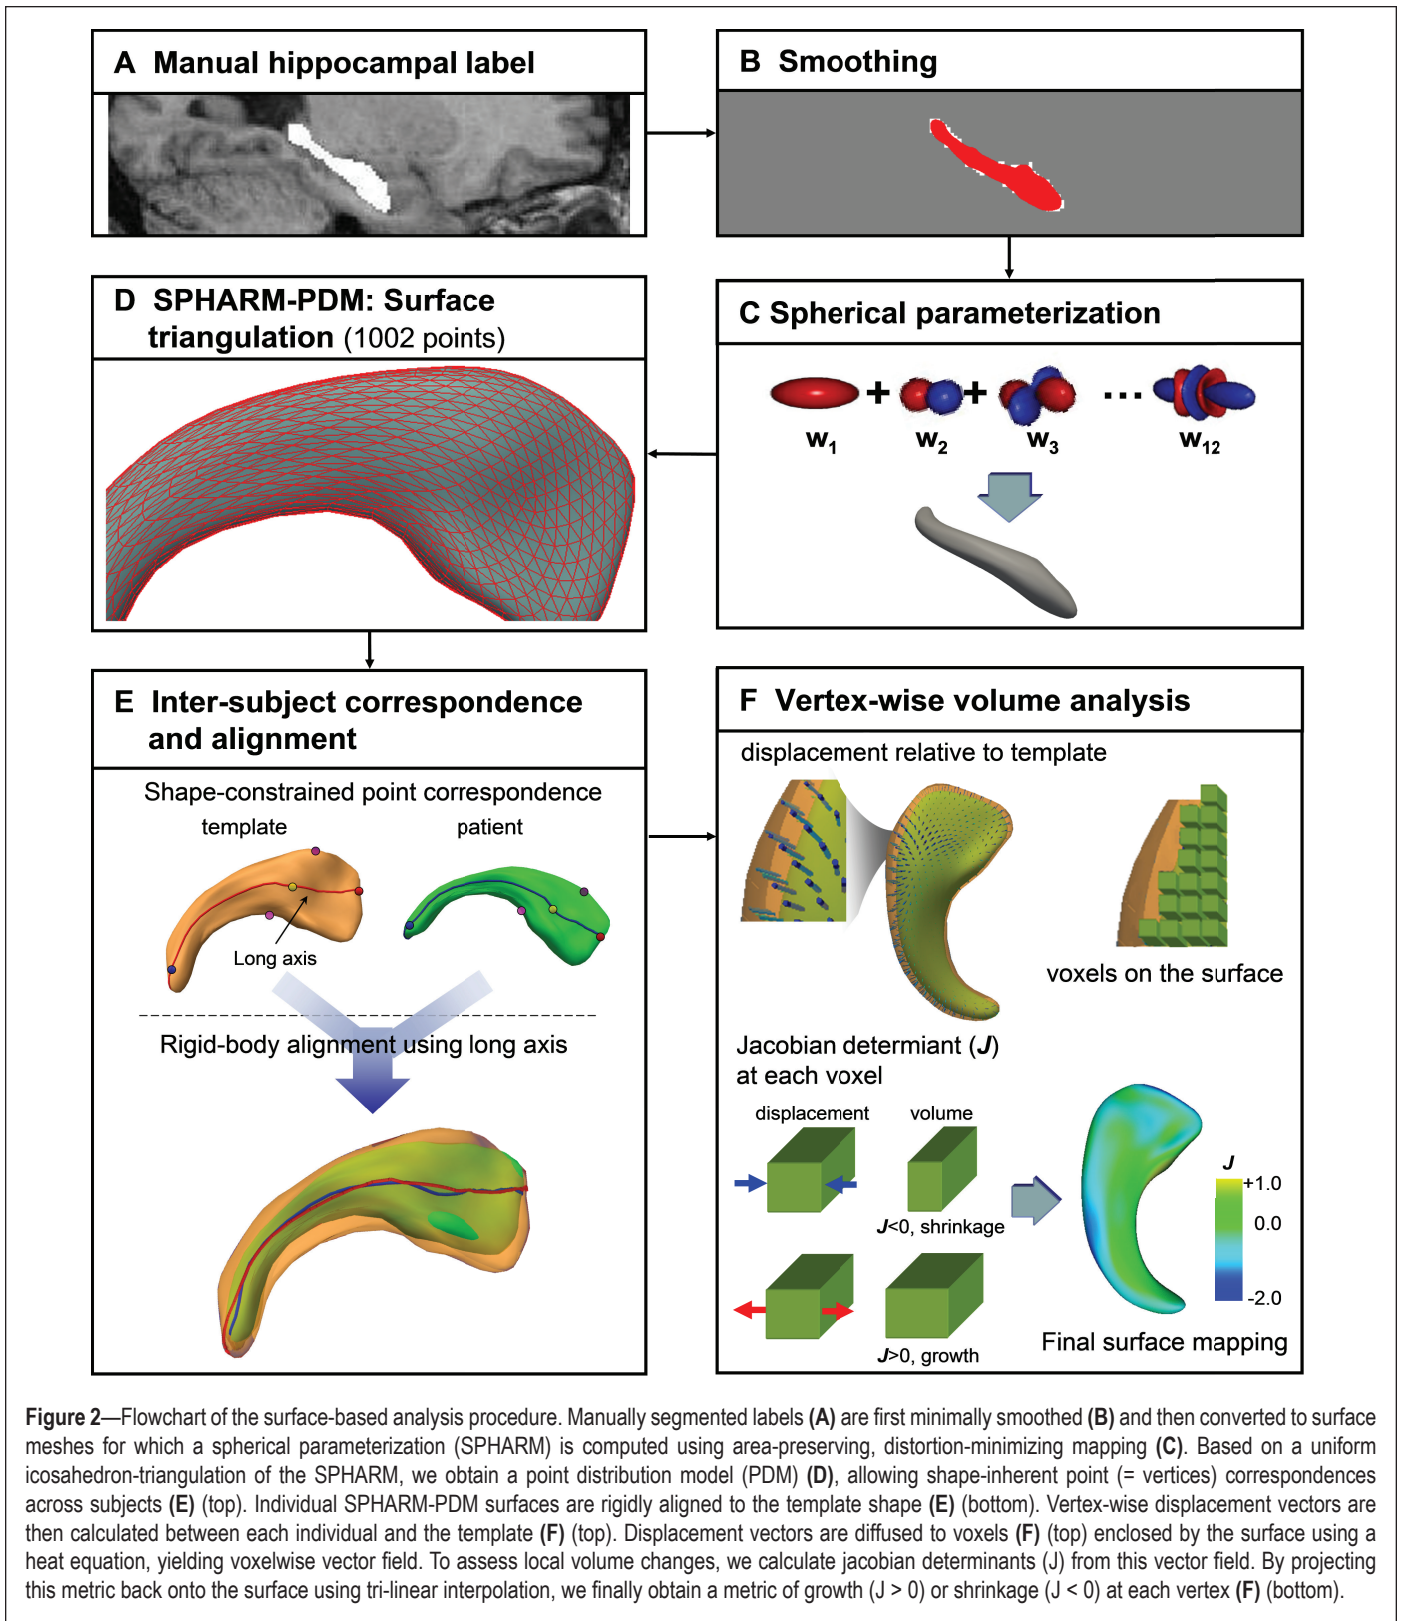 A Manual hippocampal label
B Smoothing
C Spherical parameterization
+ + ...
w1 w2 w3 w12
D SPHARM-PDM: Surface
triangulation (1002 points)
E Inter-subject correspondence
and alignment
Shape-constrained point correspondence
template patient
Long axis
Rigid-body alignment using long axis
F Vertex-wise volume analysis
displacement relative to template
voxels on the surface
Jacobian determiant (J)
at each voxel
displacement volume
J<0, shrinkage
J>0, growth
J
+1.0
0.0
-2.0
Final surface mapping
Figure 2—Flowchart of the surface-based analysis procedure. Manually segmented labels (A) are first minimally smoothed (B) and then converted to surface
meshes for which a spherical parameterization (SPHARM) is computed using area-preserving, distortion-minimizing mapping (C). Based on a uniform
icosahedron-triangulation of the SPHARM, we obtain a point distribution model (PDM) (D), allowing shape-inherent point (= vertices) correspondences
across subjects (E) (top). Individual SPHARM-PDM surfaces are rigidly aligned to the template shape (E) (bottom). Vertex-wise displacement vectors are
then calculated between each individual and the template (F) (top). Displacement vectors are diffused to voxels (F) (top) enclosed by the surface using a
heat equation, yielding voxelwise vector field. To assess local volume changes, we calculate jacobian determinants (J) from this vector field. By projecting
this metric back onto the surface using tri-linear interpolation, we finally obtain a metric of growth (J > 0) or shrinkage (J < 0) at each vertex (F) (bottom).